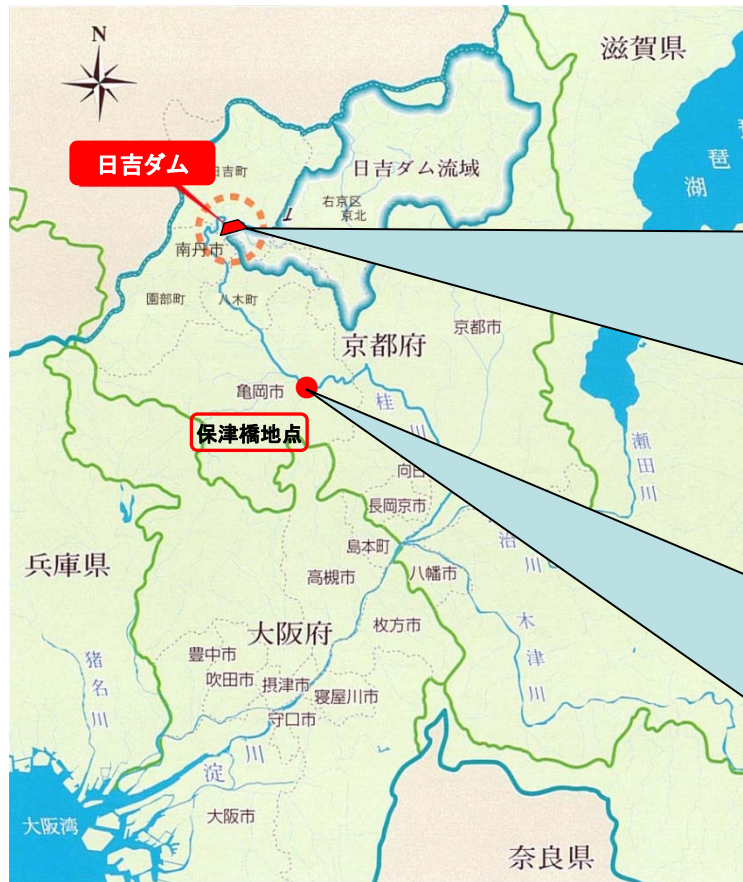 N
滋賀県
琵
琶
湖
日吉ダム
日吉町
日吉ダム流域
右京区
京北
南丹市
園部町
八木町
京都市
京都府
亀岡市
保津橋地点
桂
川
瀬
田
川
向日
長岡京市
島本町
治
川
高槻市
八幡市
木
津
川
兵庫県
大阪府
枚方市
豊中市
吹田市
摂津市
寝屋川市
守口市
猪
名
川
淀
川
大阪市
大阪湾
奈良県